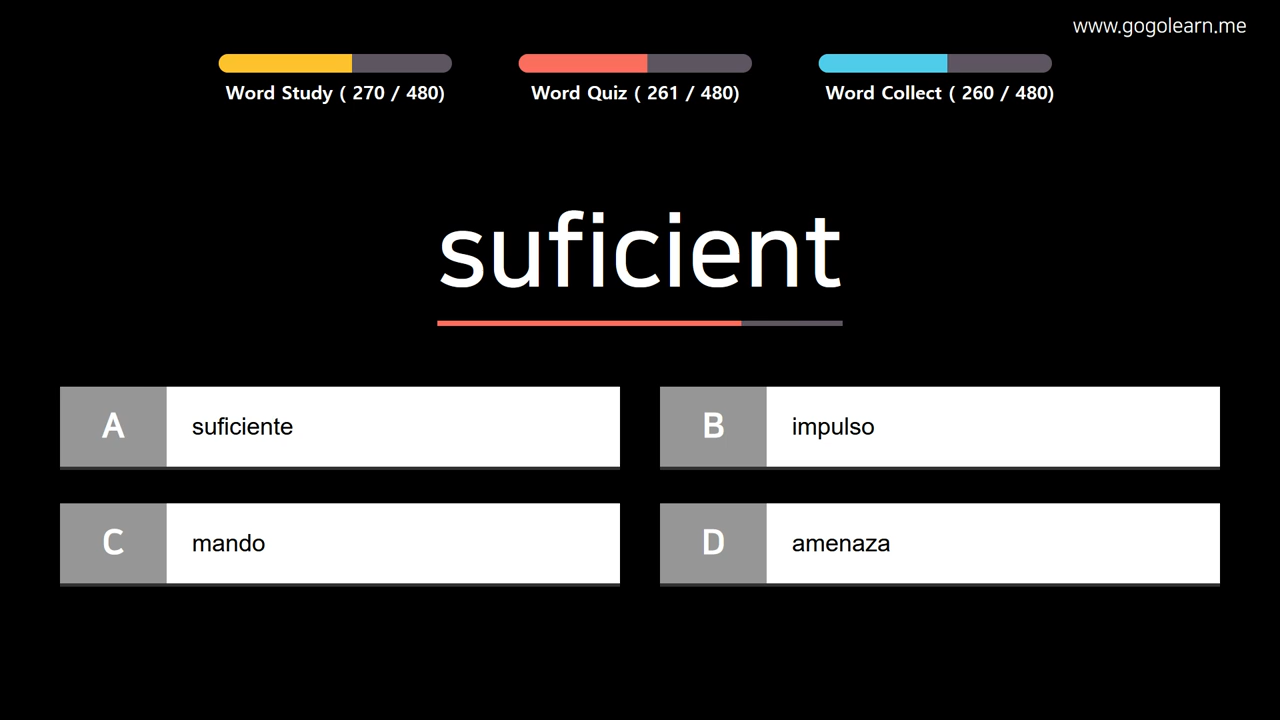 www.gogolearn.me
Word Study ( 270 / 480)
Word Quiz ( 261 / 480)
Word Collect ( 260 / 480)
suficient
A suficiente
B impulso
C mando
D amenaza